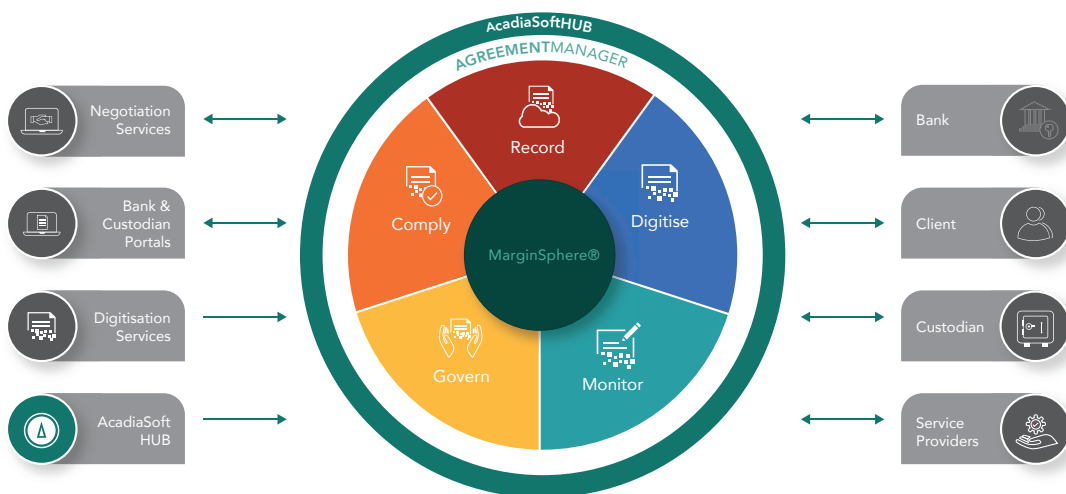 AcadiaSoftHUB
AGREEMENTMANAGER
Negotiation
Services
Bank &
Custodian
Portals
Digitisation
Services
AcadiaSoft
HUB
Record
Comply
Digitise
MarginSphere®
Govern
Monitor
Bank
Client
Custodian
Service
Providers